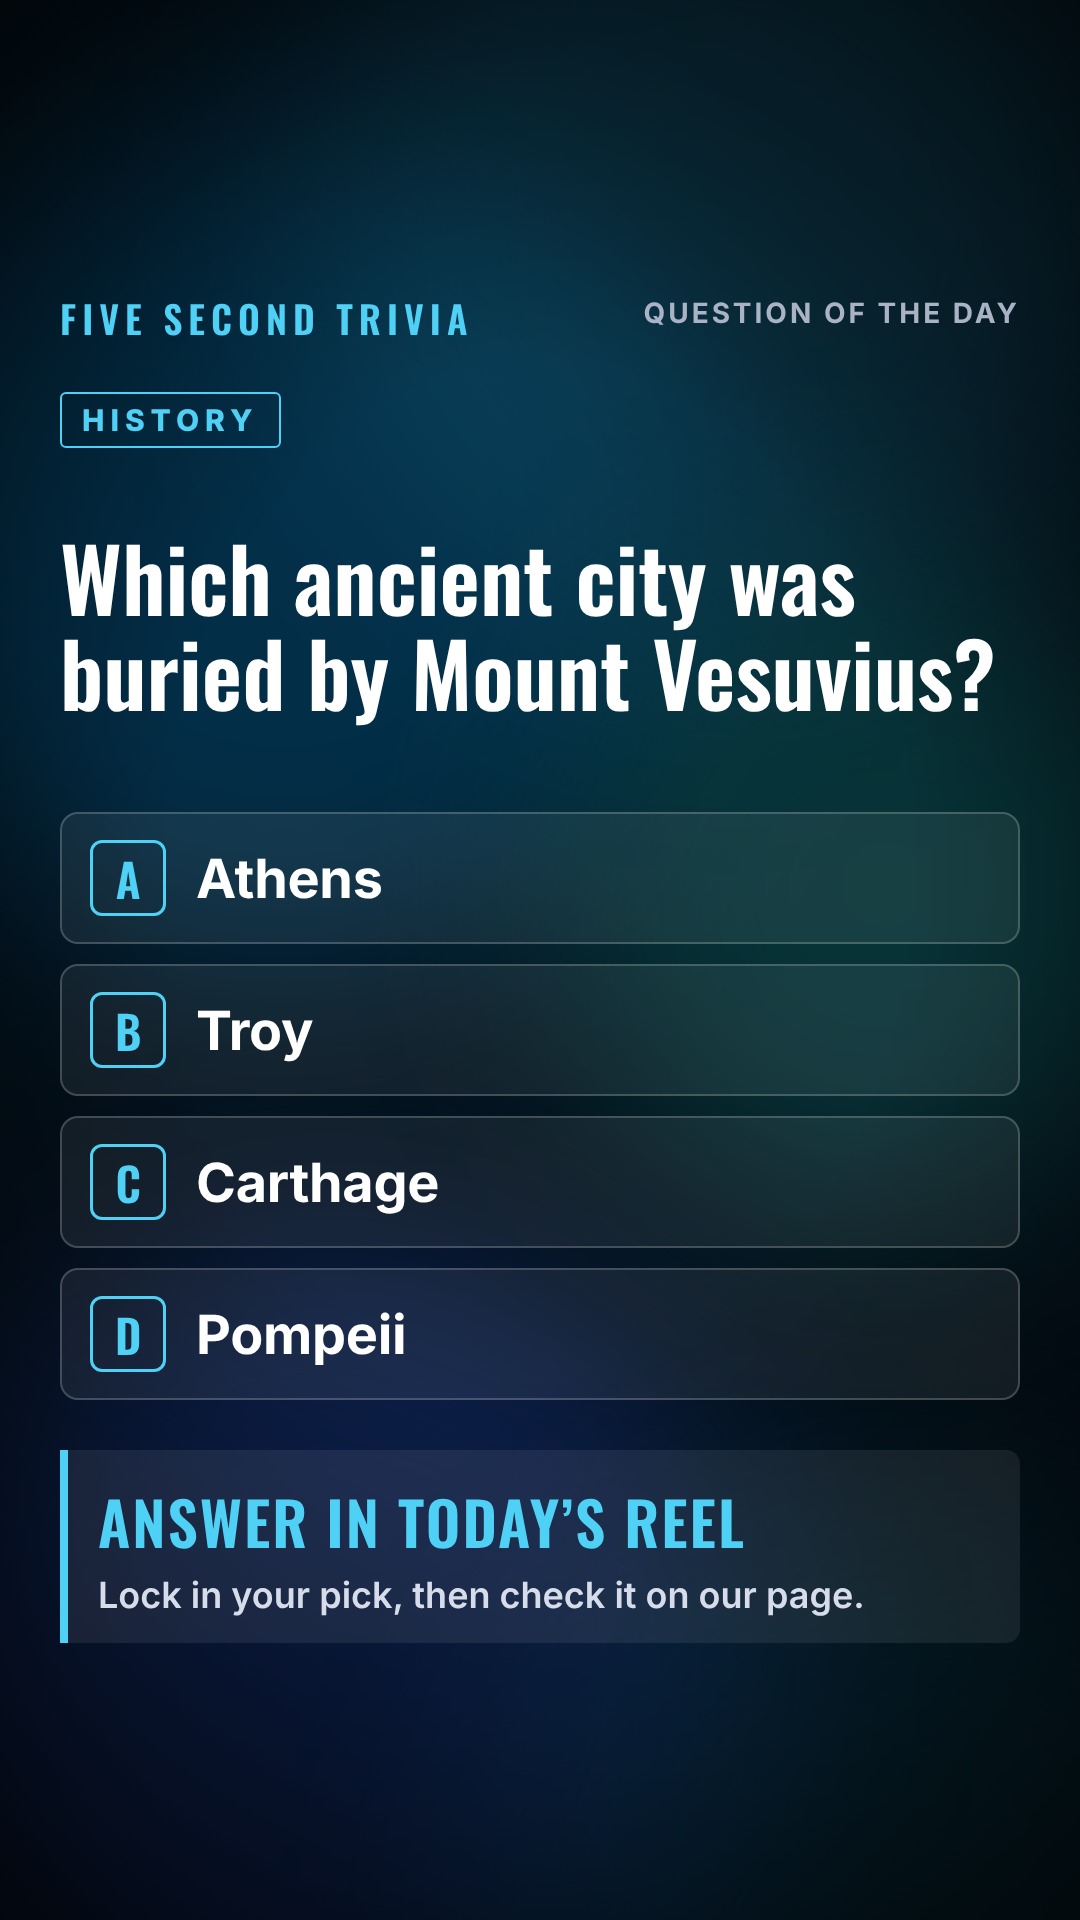 FIVE SECOND TRIVIA
QUESTION OF THE DAY
HISTORY
Which ancient city was
buried by Mount Vesuvius?
A Athens
B Troy
C Carthage
D Pompeii
ANSWER IN TODAY’S REEL
Lock in your pick, then check it on our page.